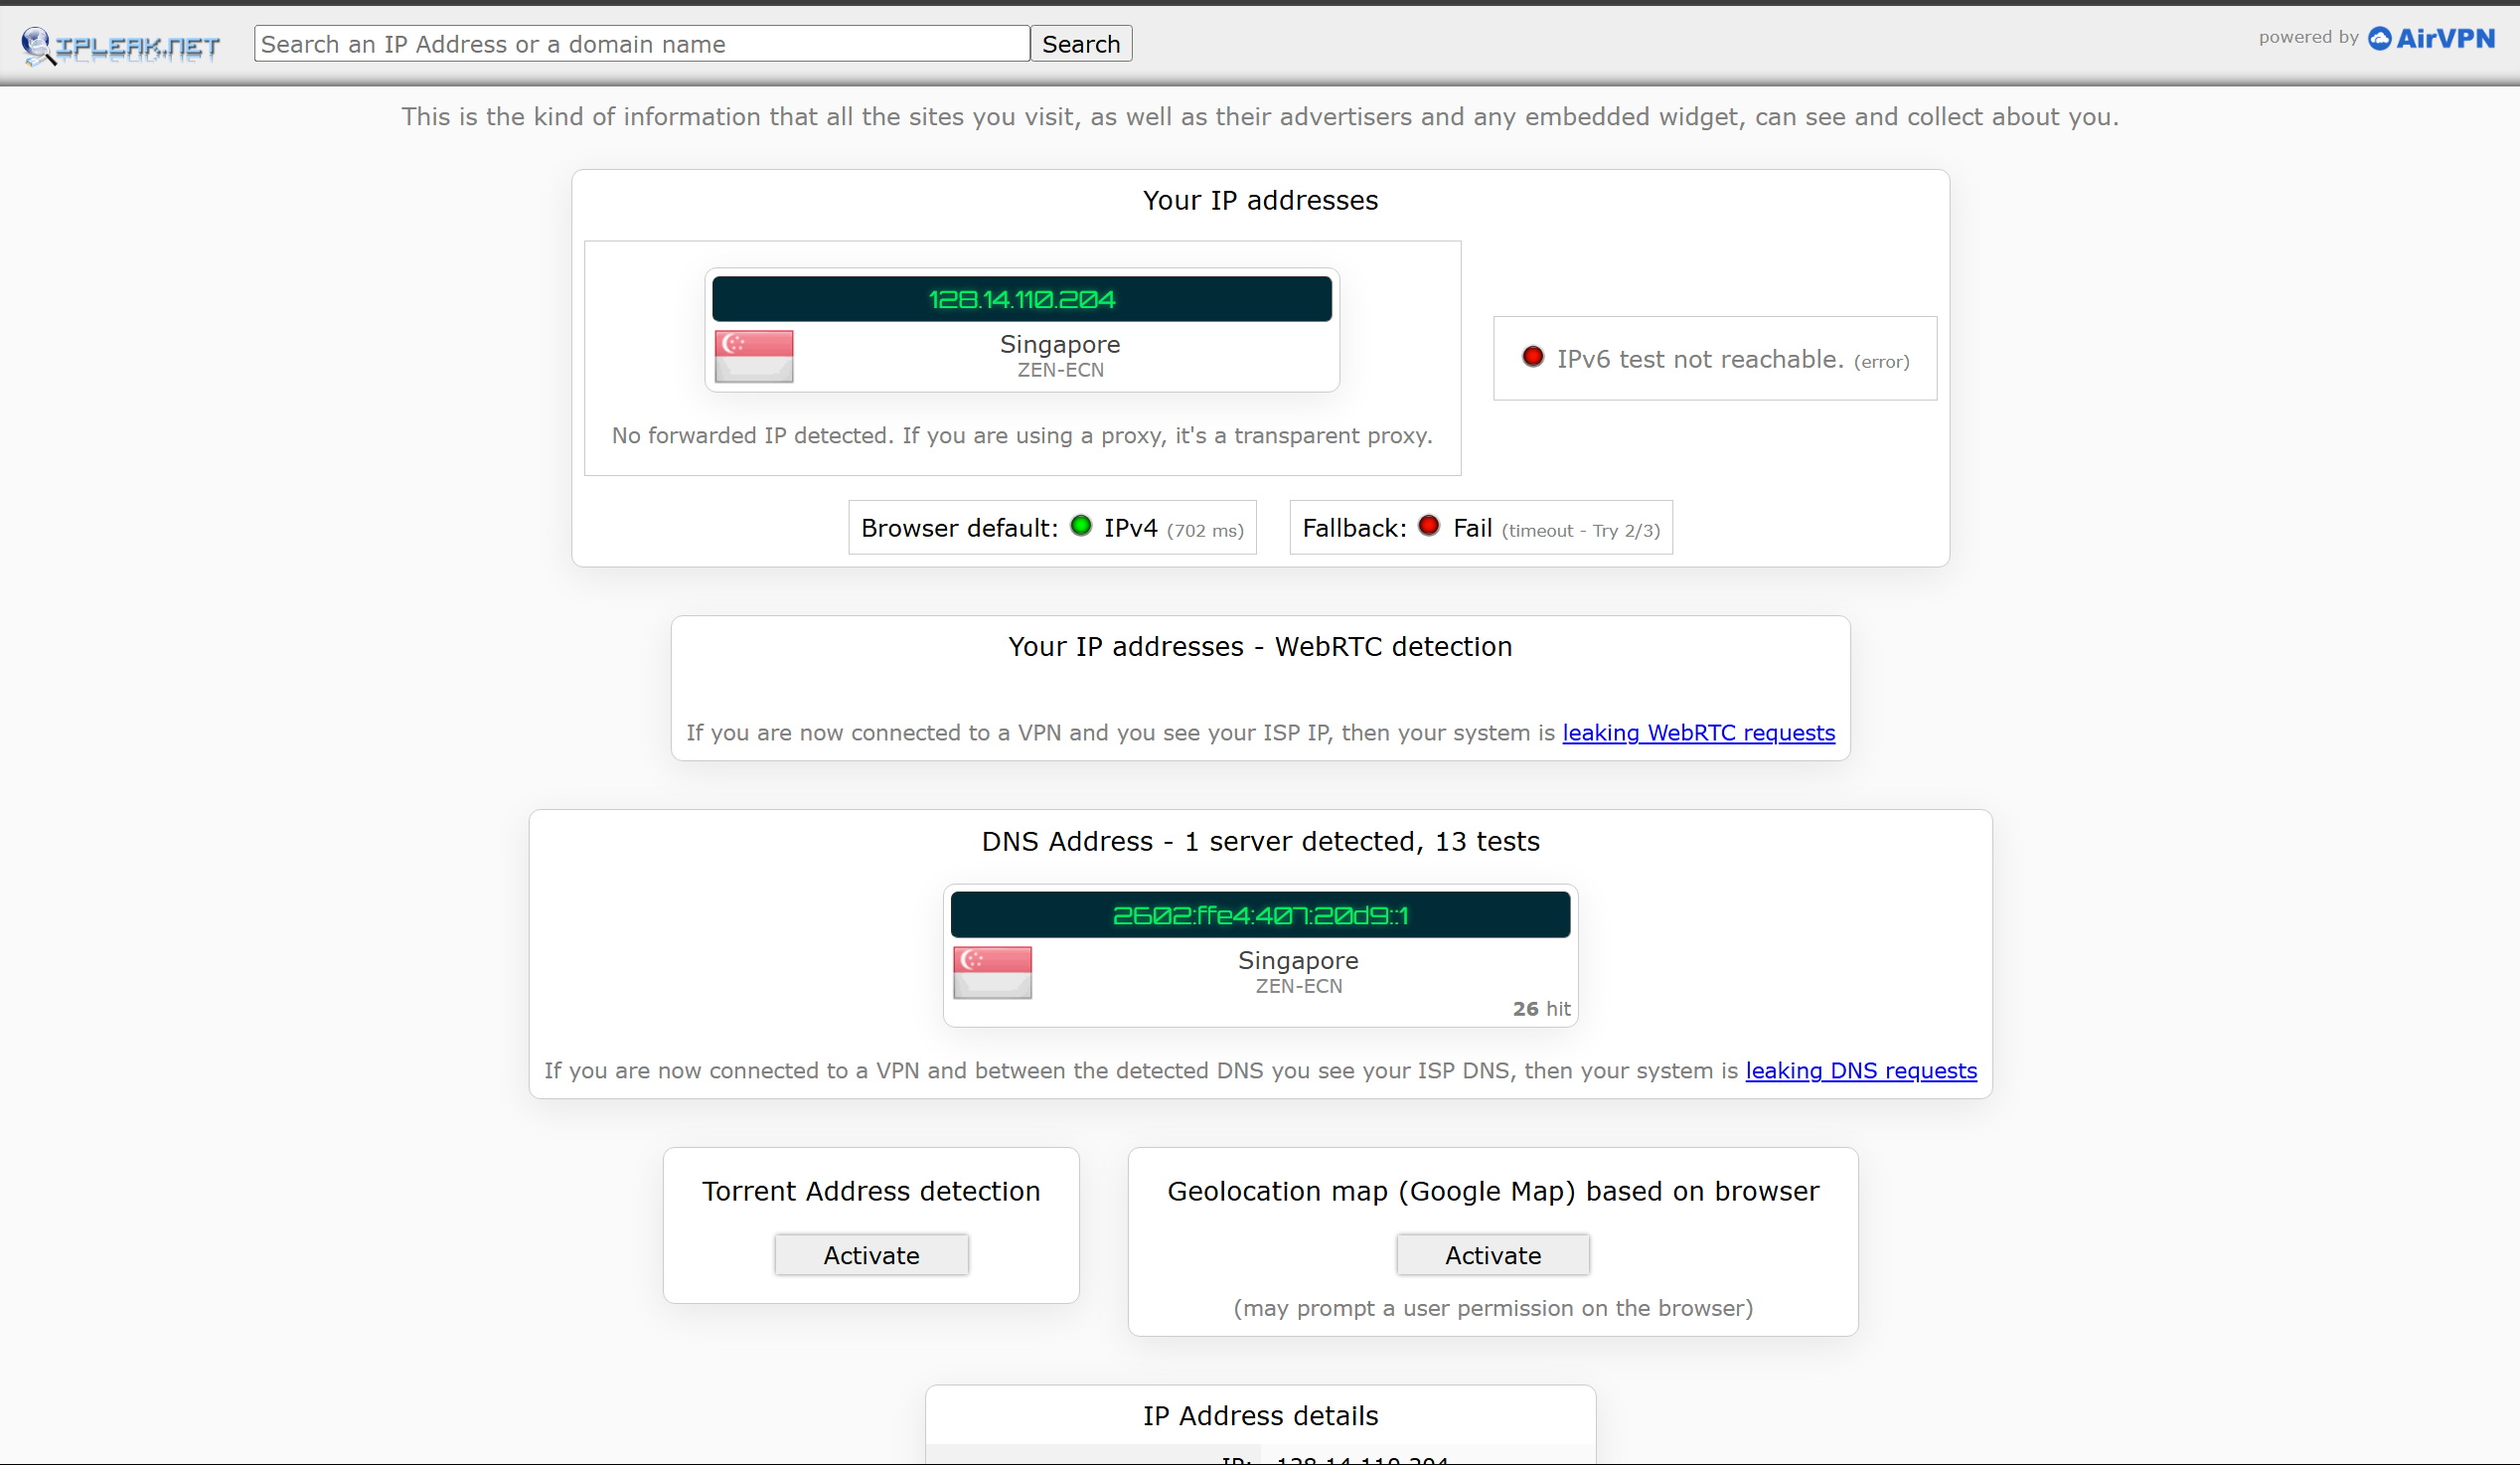 IPLEAK.NET
Search an IP Address or a domain name
Search
powered by AirVPN
This is the kind of information that all the sites you visit, as well as their advertisers and any embedded widget, can see and collect about you.
Your IP addresses
128.14.110.204
Singapore
ZEN-ECN
No forwarded IP detected. If you are using a proxy, it's a transparent proxy.
IPv6 test not reachable. (error)
Browser default: IPv4 (702 ms)
Fallback: Fail (timeout - Try 2/3)
Your IP addresses - WebRTC detection
If you are now connected to a VPN and you see your ISP IP, then your system is leaking WebRTC requests
DNS Address - 1 server detected, 13 tests
2602:ffe4:407:20d9::1
Singapore
ZEN-ECN
26 hit
If you are now connected to a VPN and between the detected DNS you see your ISP DNS, then your system is leaking DNS requests
Torrent Address detection
Activate
Geolocation map (Google Map) based on browser
Activate
(may prompt a user permission on the browser)
IP Address details
IP: 128.14.110.204